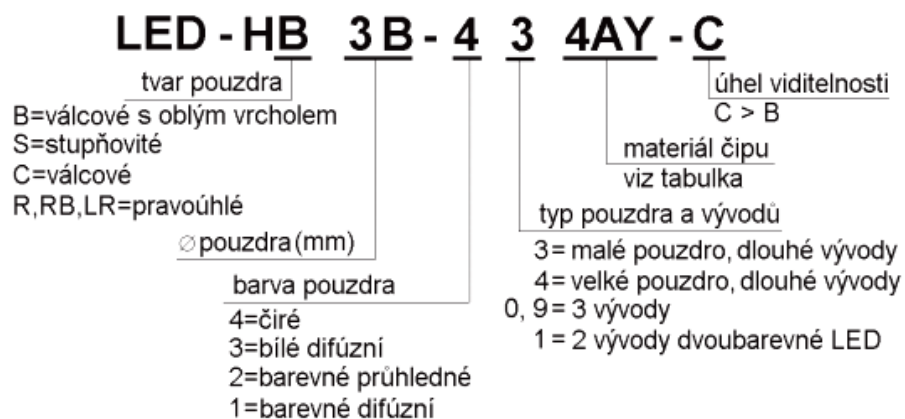 LED - HB 3B - 4 3 4AY - C
tvar pouzdra
B=válcové s oblým vrcholem
S=stupňovité
C=válcové
R,RB,LR=pravoúhlé
∅ pouzdra (mm)
barva pouzdra
4=čiré
3=bílé difúzní
2=barevné průhledné
1=barevné difúzní
úhel viditelnosti
C > B
materiál čipu
viz tabulka
typ pouzdra a vývodů
3= malé pouzdro, dlouhé vývody
4= velké pouzdro, dlouhé vývody
0, 9= 3 vývody
1= 2 vývody dvoubarevné LED